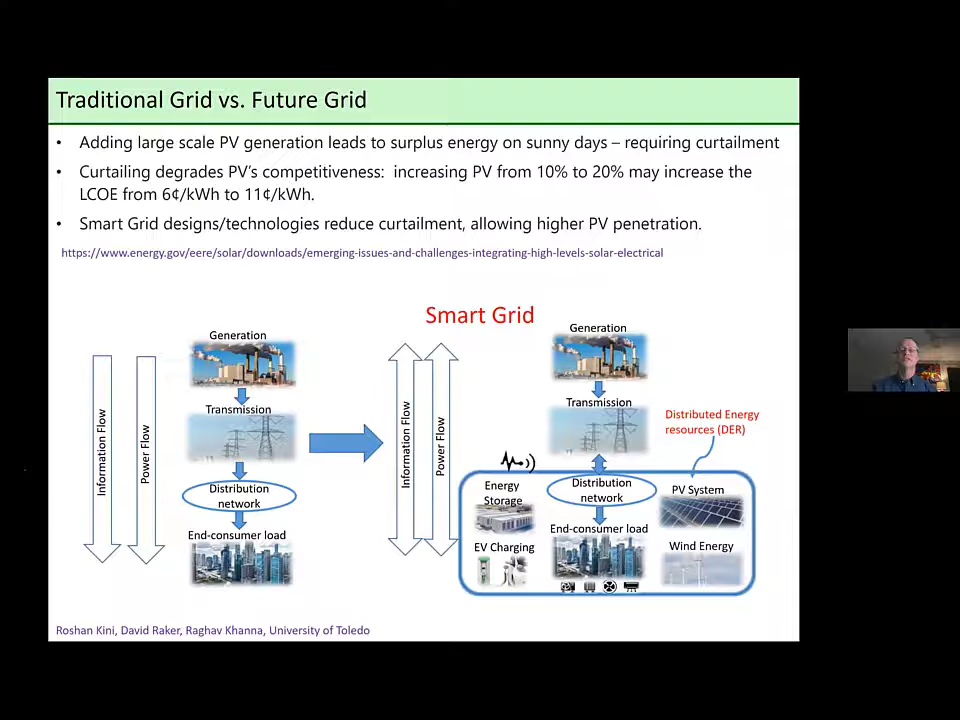 Traditional Grid vs. Future Grid
• Adding large scale PV generation leads to surplus energy on sunny days – requiring curtailment
• Curtailing degrades PV's competitiveness: increasing PV from 10% to 20% may increase the
LCOE from 6¢/kWh to 11¢/kWh.
• Smart Grid designs/technologies reduce curtailment, allowing higher PV penetration.
https://www.energy.gov/eere/solar/downloads/emerging-issues-and-challenges-integrating-high-levels-solar-electrical
Smart Grid
Generation
Transmission
Distribution
network
End-consumer load
Information Flow
Power Flow
Information Flow
Power Flow
Generation
Transmission
Distributed Energy
resources (DER)
Energy
Storage
Distribution
network
PV System
EV Charging
End-consumer load
Wind Energy
Roshan Kini, David Raker, Raghav Khanna, University of Toledo